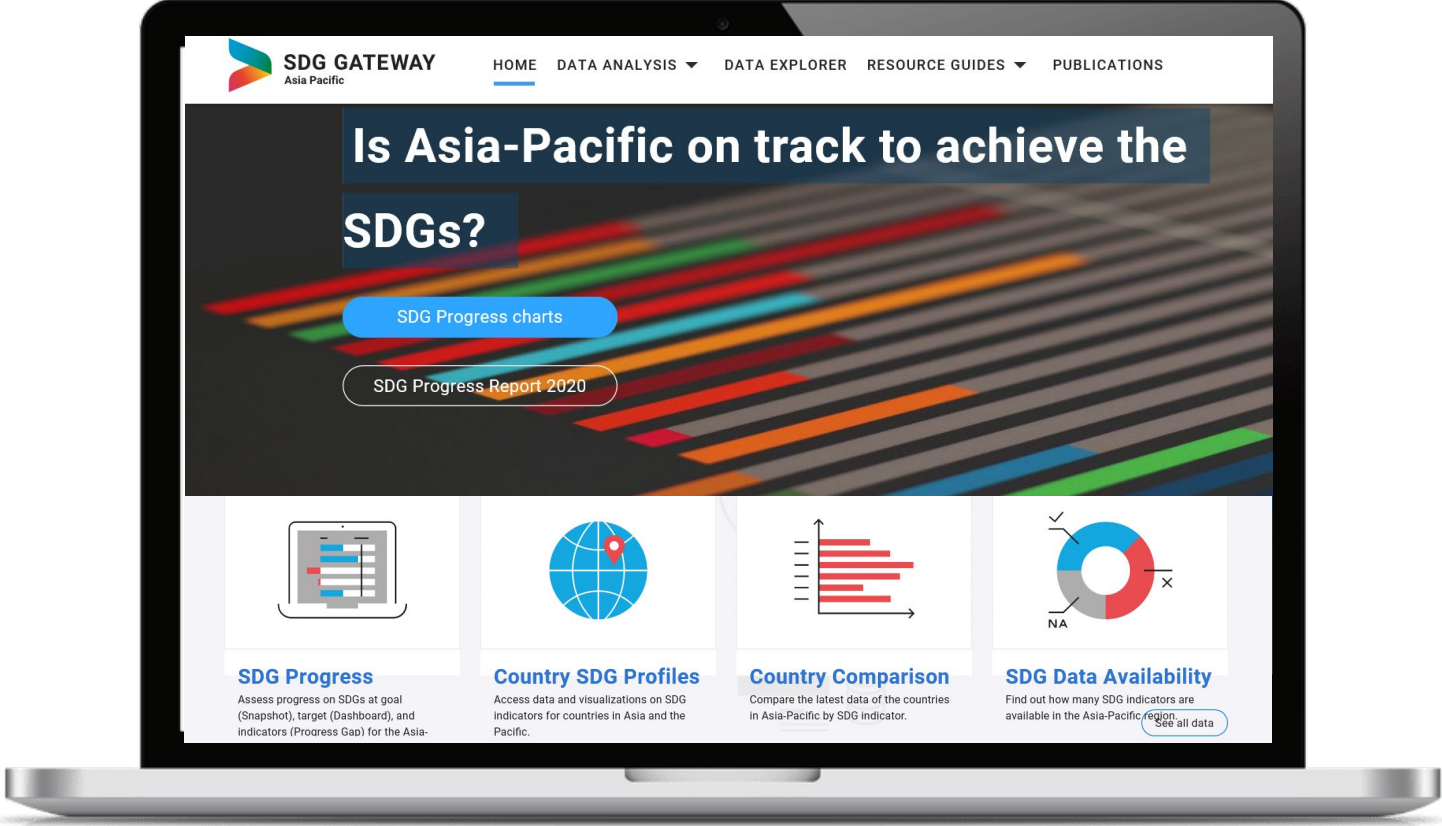 SDG GATEWAY
Asia Pacific
HOME DATA ANALYSIS DATA EXPLORER RESOURCE GUIDES PUBLICATIONS
Is Asia-Pacific on track to achieve the
SDGs?
SDG Progress charts
SDG Progress Report 2020
NA
SDG Progress
Assess progress on SDGs at goal
(Snapshot), target (Dashboard), and
indicators (Progress Gap) for the Asia-
Country SDG Profiles
Access data and visualizations on SDG
indicators for countries in Asia and the
Pacific.
Country Comparison
Compare the latest data of the countries
in Asia-Pacific by SDG indicator.
SDG Data Availability
Find out how many SDG indicators are
available in the Asia-Pacific region.
See all data